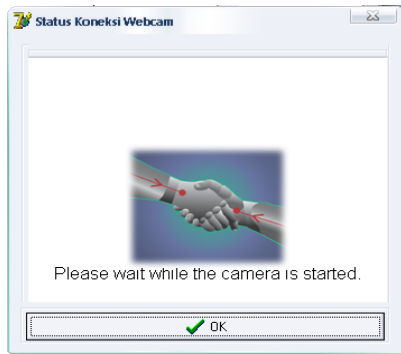 Status Koneksi Webcam
Please wait while the camera is started.
OK